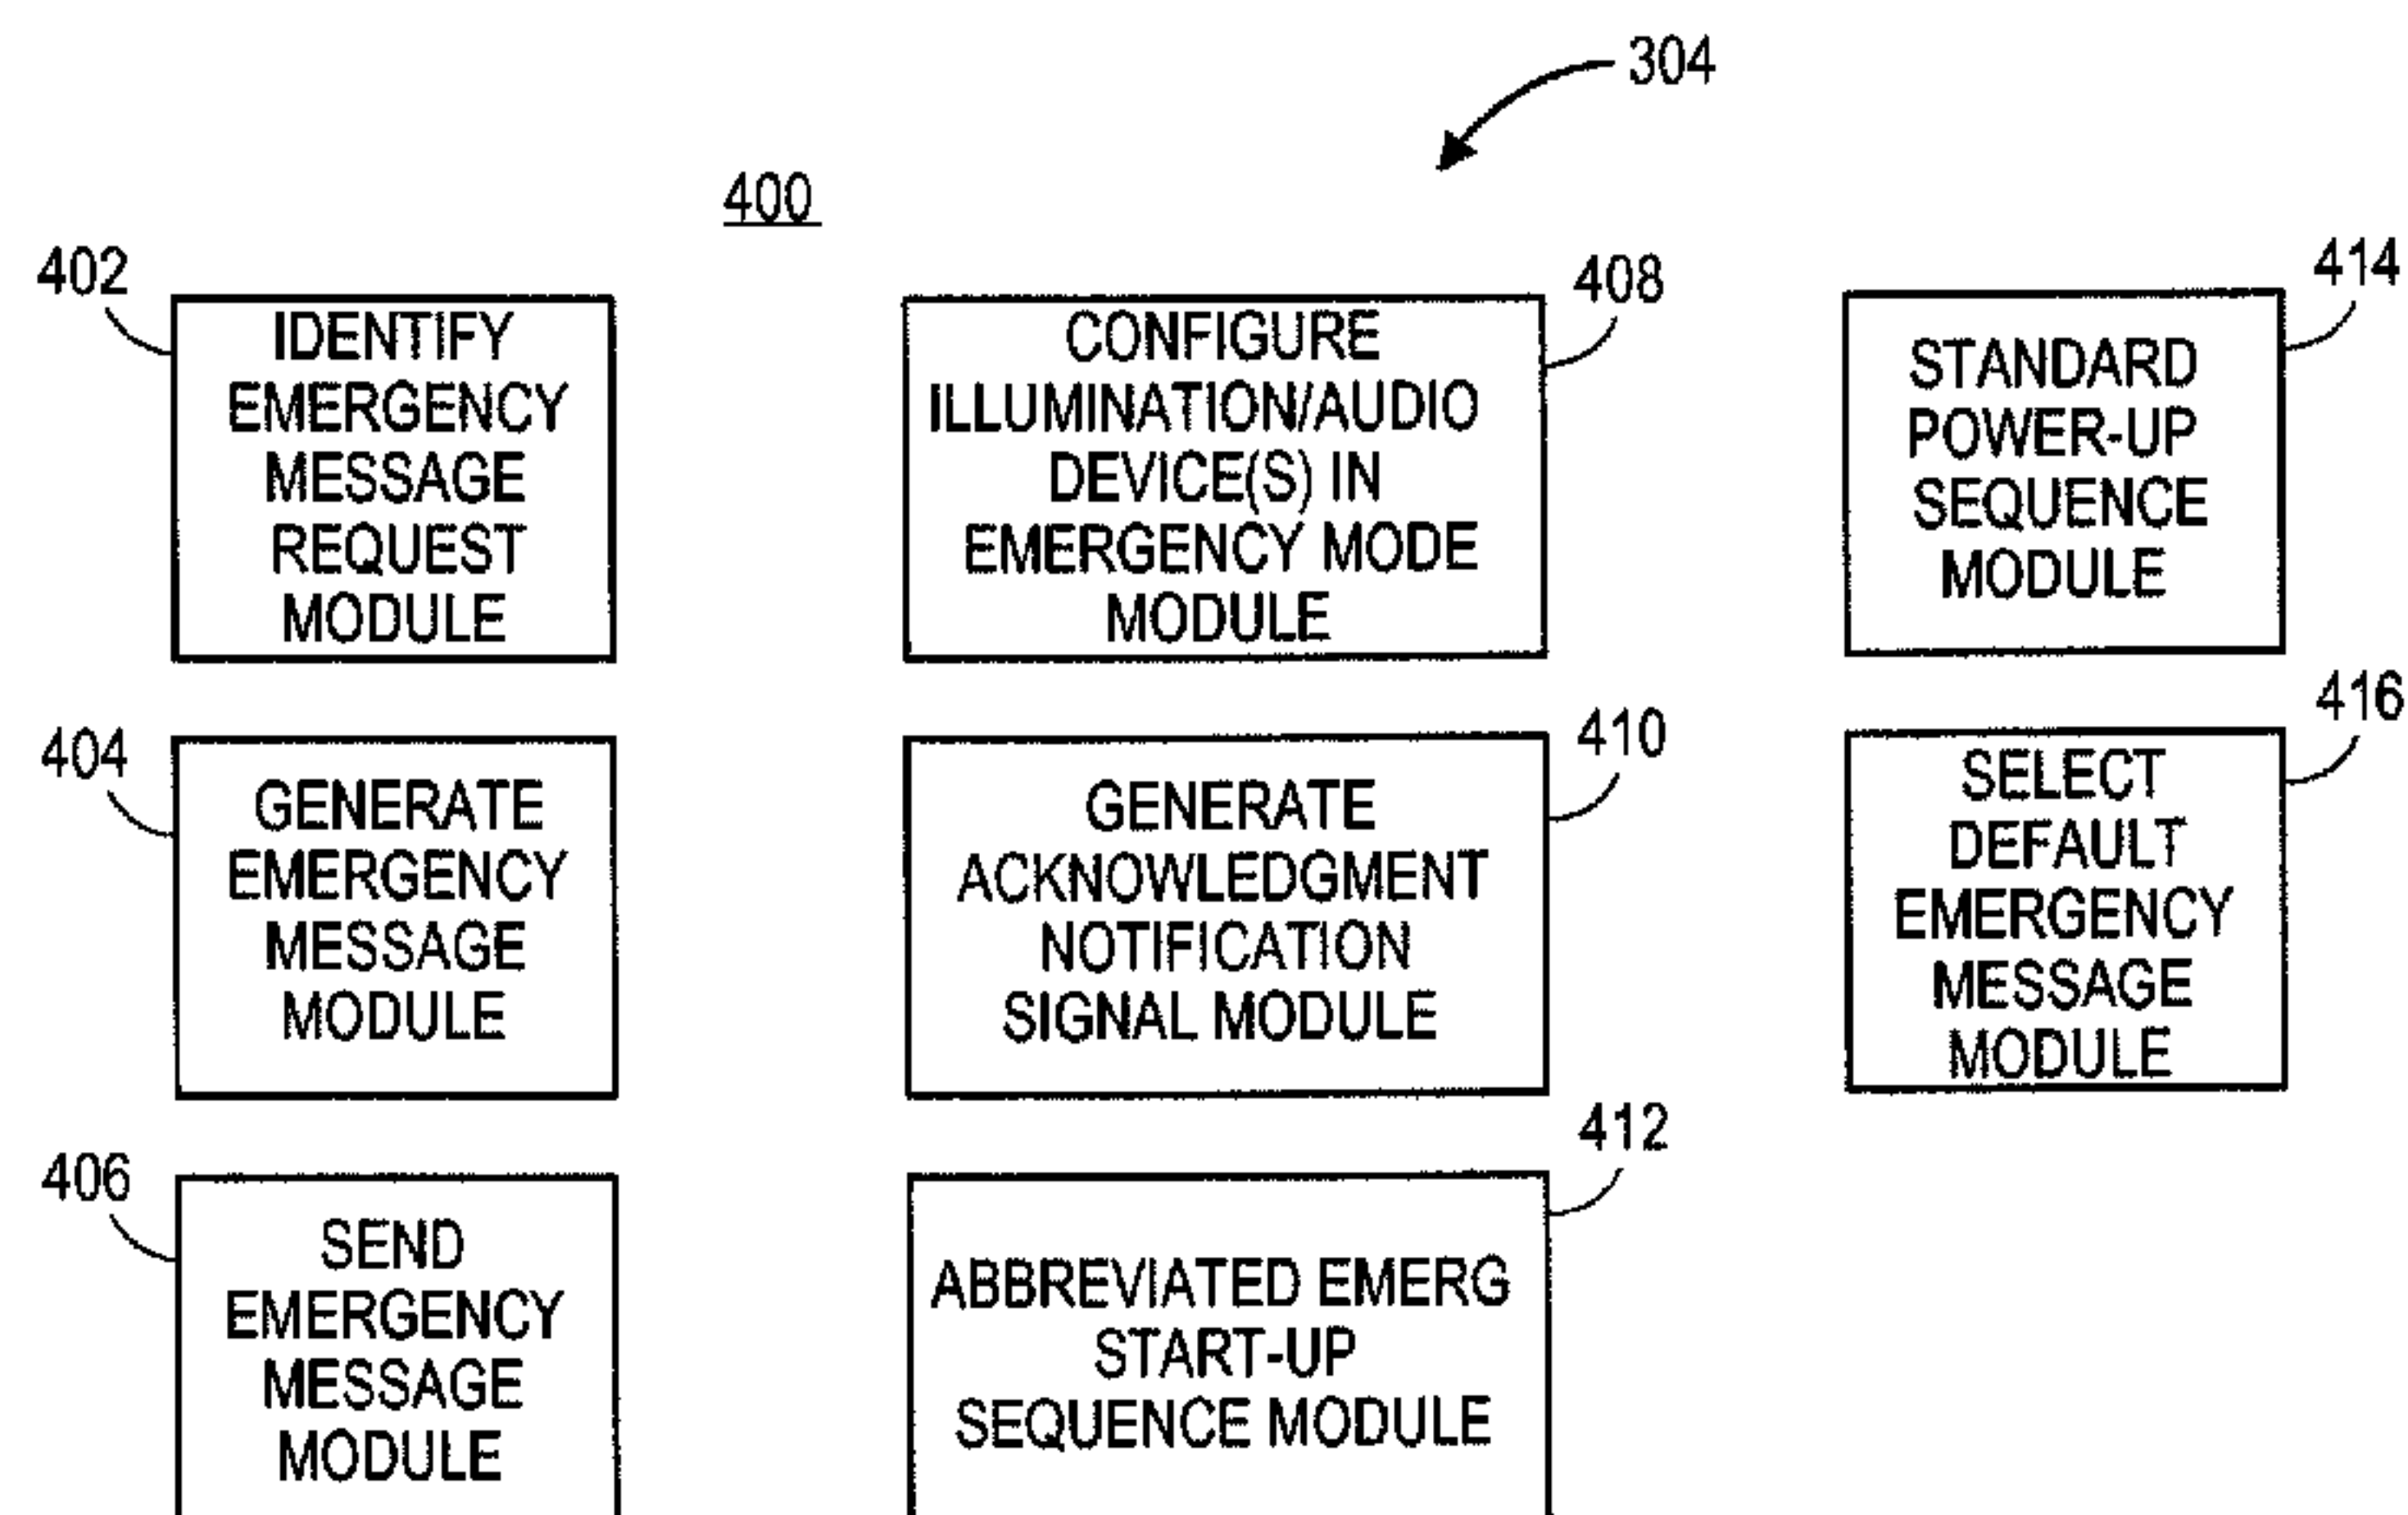 304
400
402
IDENTIFY
EMERGENCY
MESSAGE
REQUEST
MODULE
408
CONFIGURE
ILLUMINATION/AUDIO
DEVICE(S) IN
EMERGENCY MODE
MODULE
414
STANDARD
POWER-UP
SEQUENCE
MODULE
404
GENERATE
EMERGENCY
MESSAGE
MODULE
410
GENERATE
ACKNOWLEDGMENT
NOTIFICATION
SIGNAL MODULE
416
SELECT
DEFAULT
EMERGENCY
MESSAGE
MODULE
406
SEND
EMERGENCY
MESSAGE
MODULE
412
ABBREVIATED EMERG
START-UP
SEQUENCE MODULE